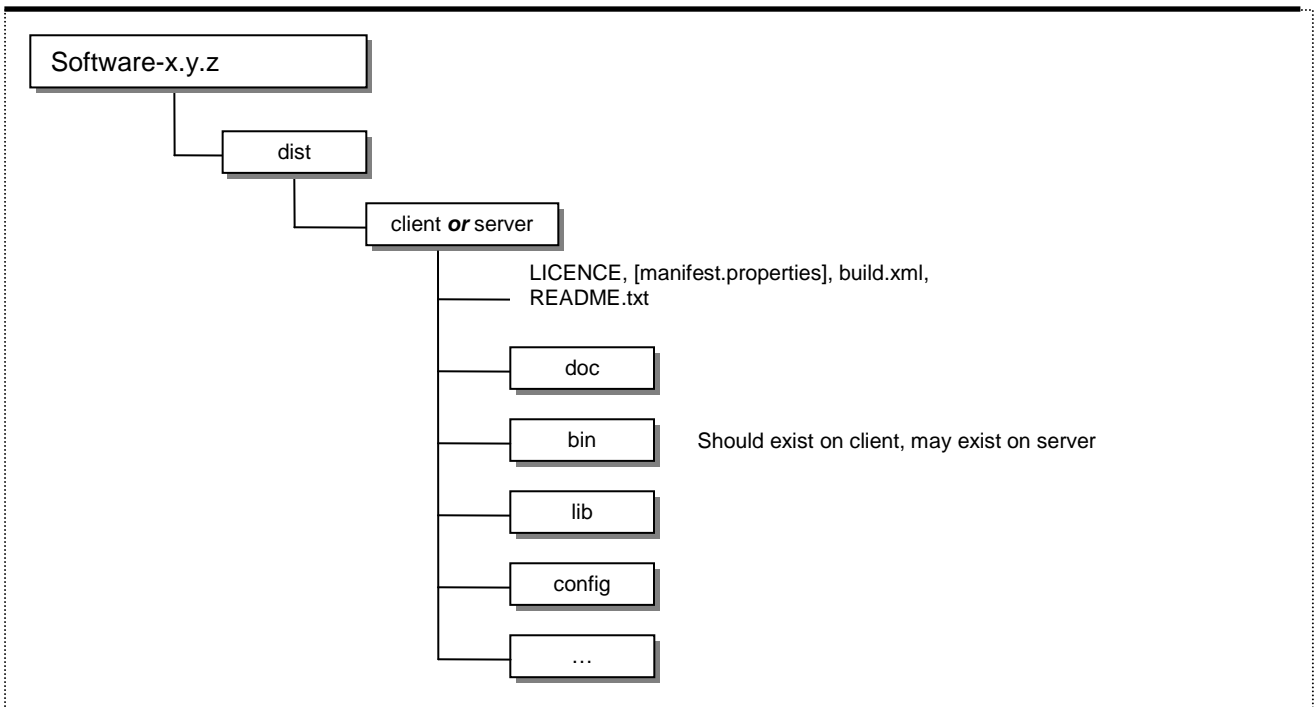 Software-x.y.z
dist
client or server
LICENCE, [manifest.properties], build.xml,
README.txt
doc
bin
Should exist on client, may exist on server
lib
config
…